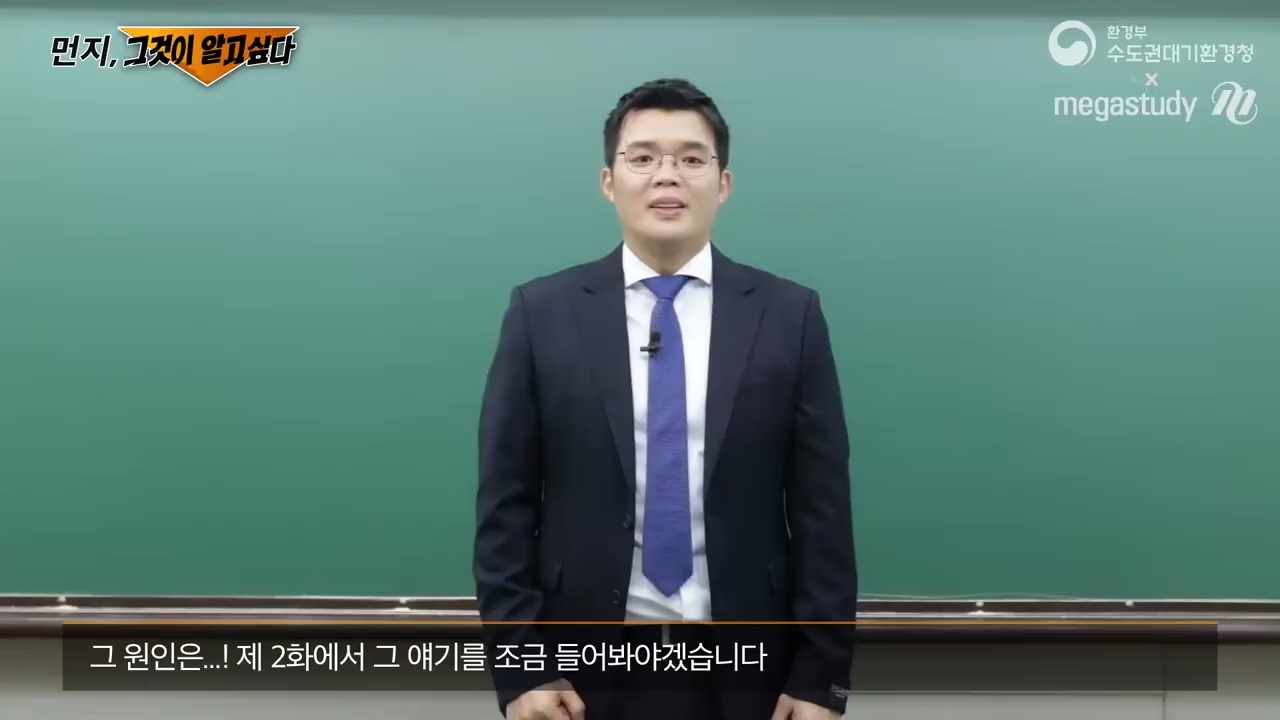 먼지, 그것이 알고싶다
환경부
수도권대기환경청
x
megastudy
그 원인은...! 제 2화에서 그 얘기를 조금 들어봐야겠습니다